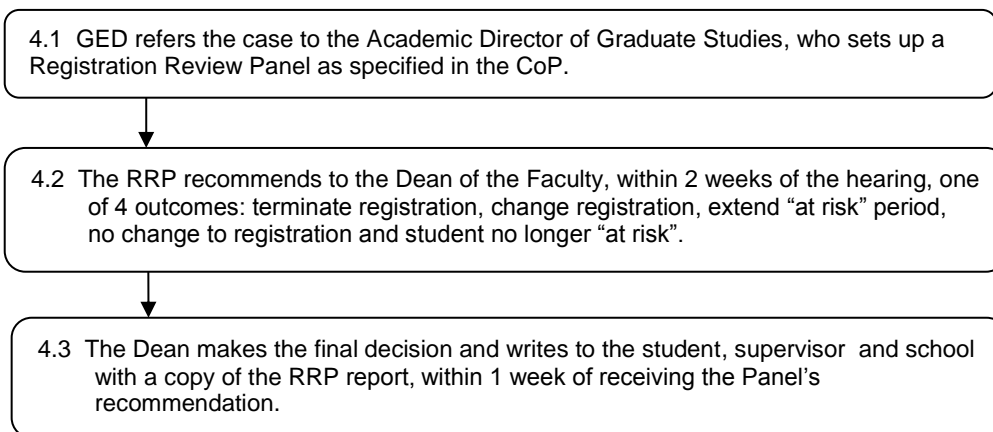 4.1 GED refers the case to the Academic Director of Graduate Studies, who sets up a
Registration Review Panel as specified in the CoP.
4.2 The RRP recommends to the Dean of the Faculty, within 2 weeks of the hearing, one
of 4 outcomes: terminate registration, change registration, extend “at risk” period,
no change to registration and student no longer “at risk”.
4.3 The Dean makes the final decision and writes to the student, supervisor and school
with a copy of the RRP report, within 1 week of receiving the Panel’s
recommendation.